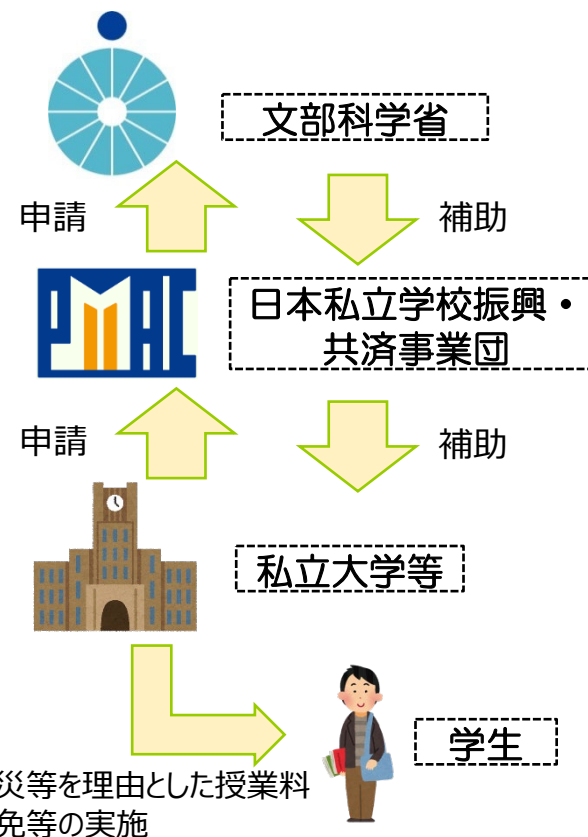 文部科学省
申請
補助
PMAC
日本私立学校振興・
共済事業団
申請
補助
私立大学等
学生
災等を理由とした授業料
免等の実施